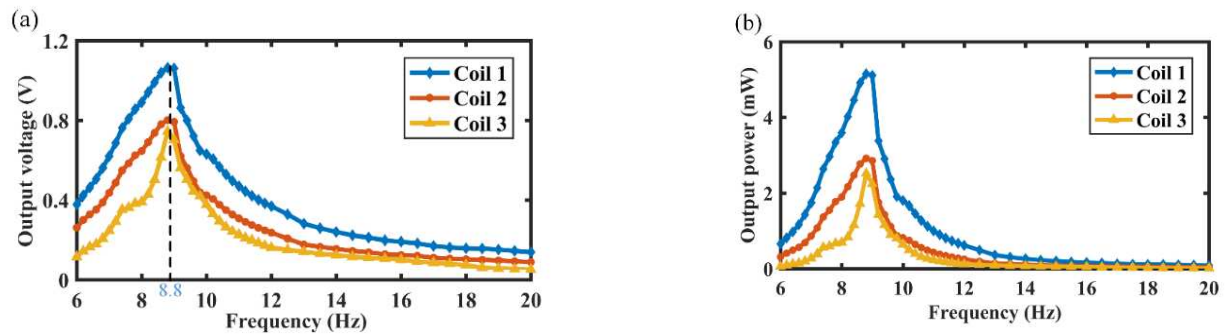 (a)
1.2
0.8
0.4
0
Output voltage (V)
Coil 1
Coil 2
Coil 3
6 8 10 12 14 16 18 20
8.8
Frequency (Hz)
(b)
6
4
2
0
Output power (mW)
Coil 1
Coil 2
Coil 3
6 8 10 12 14 16 18 20
Frequency (Hz)